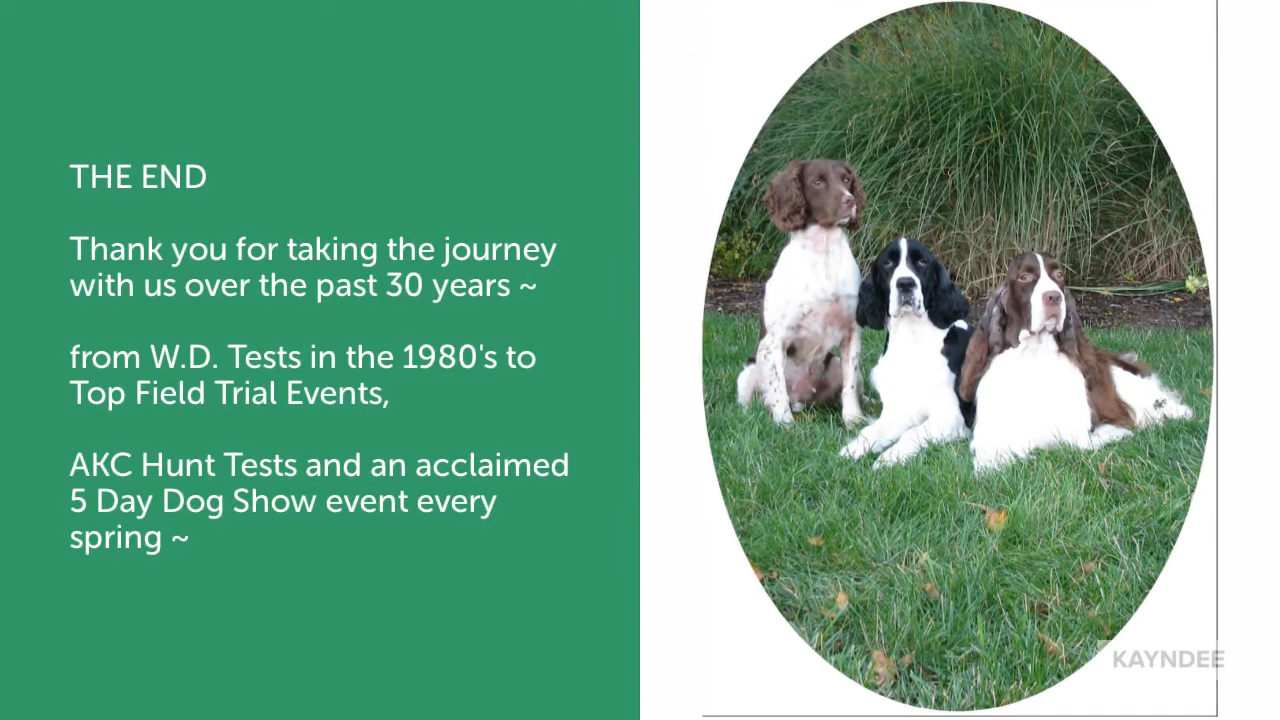 THE END
Thank you for taking the journey
with us over the past 30 years ~
from W.D. Tests in the 1980's to
Top Field Trial Events,
AKC Hunt Tests and an acclaimed
5 Day Dog Show event every
spring ~
KAYNDEE